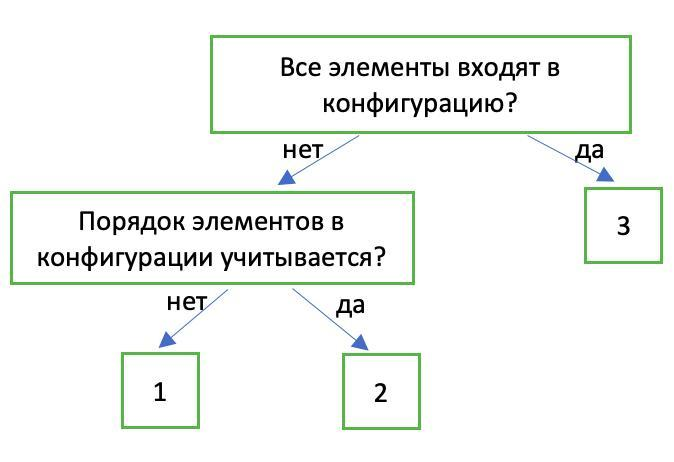 Все элементы входят в
конфигурацию?
нет
да
Порядок элементов в
конфигурации учитывается?
3
нет
да
1
2